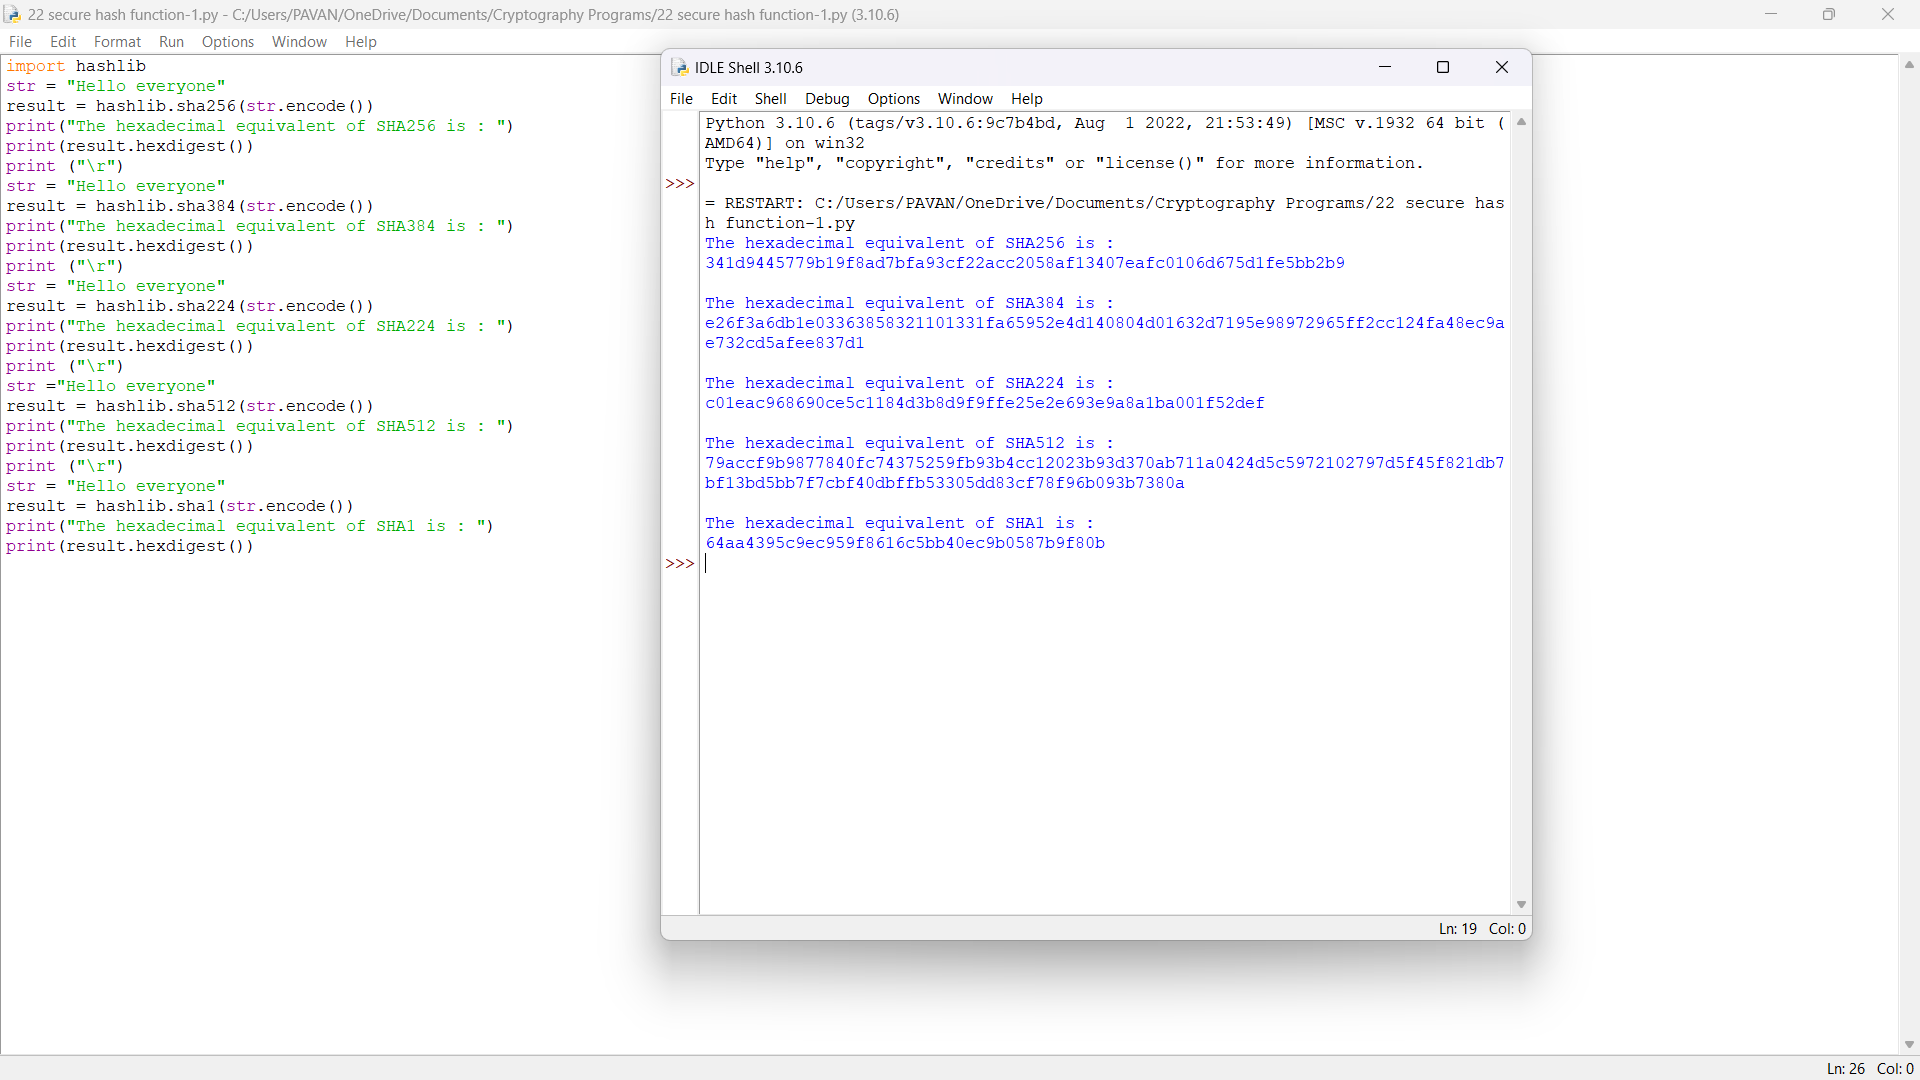 22 secure hash function-1.py - C:/Users/PAVAN/OneDrive/Documents/Cryptography Programs/22 secure hash function-1.py (3.10.6)
File Edit Format Run Options Window Help
import hashlib
str = "Hello everyone"
result = hashlib.sha256(str.encode())
print("The hexadecimal equivalent of SHA256 is : ")
print(result.hexdigest())
print ("\r")
str = "Hello everyone"
result = hashlib.sha384(str.encode())
print("The hexadecimal equivalent of SHA384 is : ")
print(result.hexdigest())
print ("\r")
str = "Hello everyone"
result = hashlib.sha224(str.encode())
print("The hexadecimal equivalent of SHA224 is : ")
print(result.hexdigest())
print ("\r")
str ="Hello everyone"
result = hashlib.sha512(str.encode())
print("The hexadecimal equivalent of SHA512 is : ")
print(result.hexdigest())
print ("\r")
str = "Hello everyone"
result = hashlib.sha1(str.encode())
print("The hexadecimal equivalent of SHA1 is : ")
print(result.hexdigest())
IDLE Shell 3.10.6
File Edit Shell Debug Options Window Help
Python 3.10.6 (tags/v3.10.6:9c7b4bd, Aug  1 2022, 21:53:49) [MSC v.1932 64 bit (
AMD64)] on win32
Type "help", "copyright", "credits" or "license()" for more information.
>>>
= RESTART: C:/Users/PAVAN/OneDrive/Documents/Cryptography Programs/22 secure has
h function-1.py
The hexadecimal equivalent of SHA256 is :
341d9445779b19f8ad7bfa93cf22acc2058af13407eafc0106d675d1fe5bb2b9
The hexadecimal equivalent of SHA384 is :
e26f3a6db1e03363858321101331fa65952e4d140804d01632d7195e98972965ff2cc124fa48ec9a
e732cd5afee837d1
The hexadecimal equivalent of SHA224 is :
c01eac968690ce5c1184d3b8d9f9ffe25e2e693e9a8a1ba001f52def
The hexadecimal equivalent of SHA512 is :
79accf9b9877840fc74375259fb93b4cc12023b93d370ab711a0424d5c5972102797d5f45f821db7
bf13bd5bb7f7cbf40dbffb53305dd83cf78f96b093b7380a
The hexadecimal equivalent of SHA1 is :
64aa4395c9ec959f8616c5bb40ec9b0587b9f80b
>>>
Ln: 19 Col: 0
Ln: 26 Col: 0